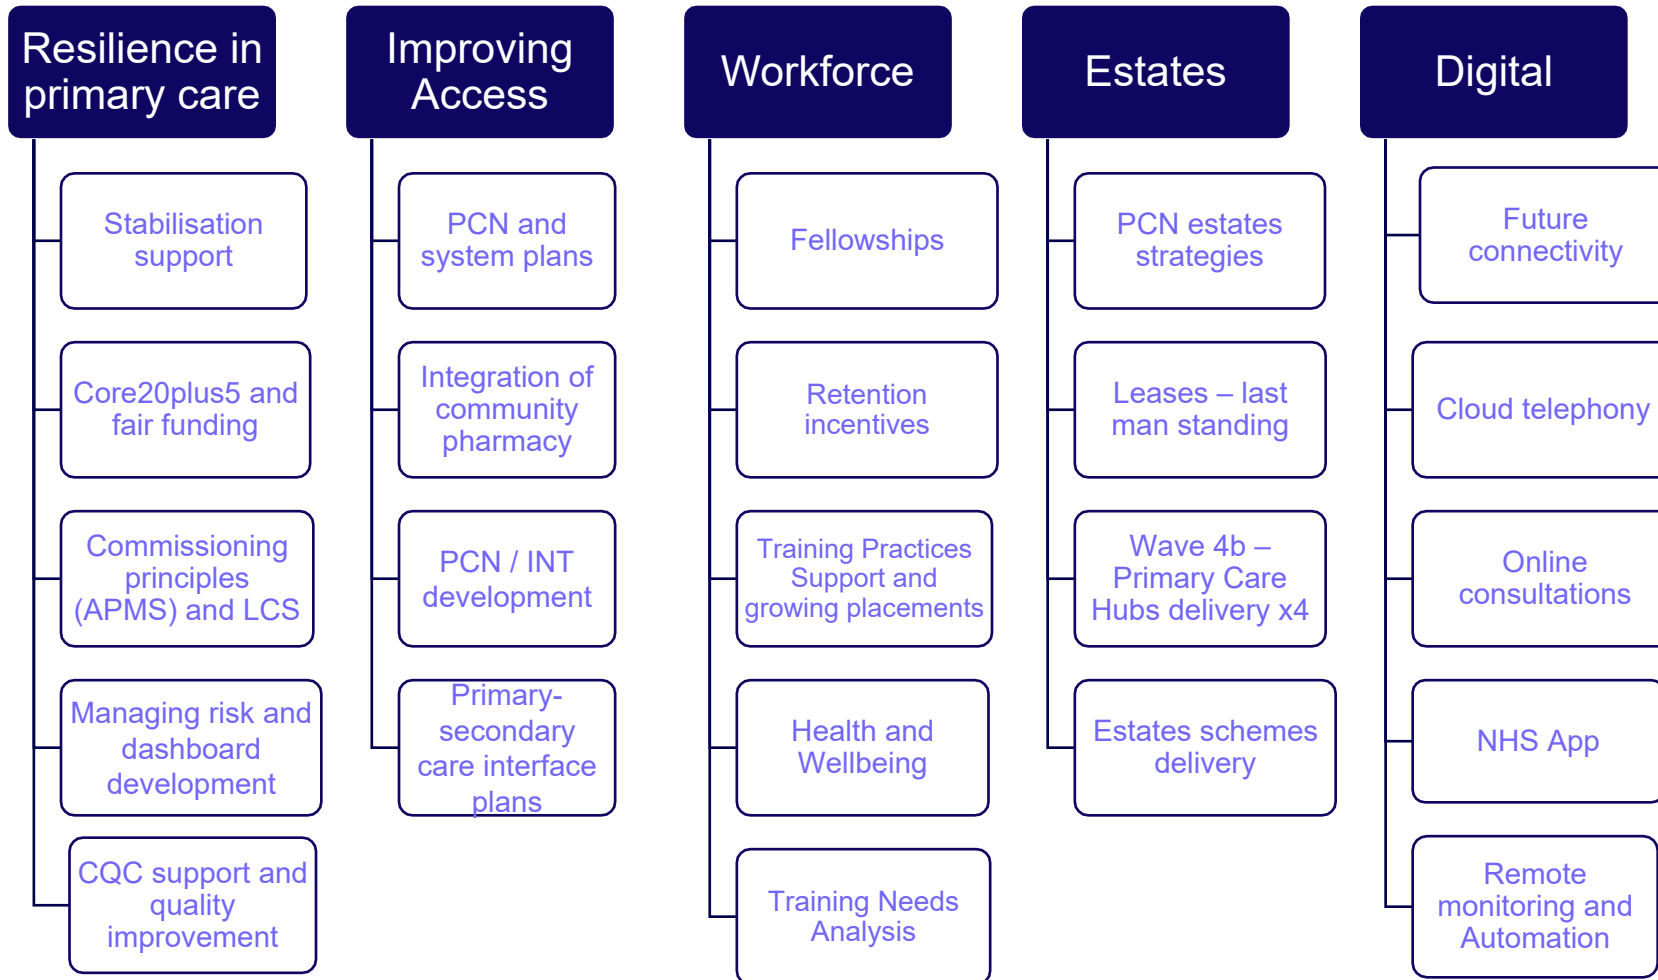 Resilience in
primary care
Stabilisation
support
Core20plus5 and
fair funding
Commissioning
principles
(APMS) and LCS
Managing risk and
dashboard
development
CQC support and
quality
improvement
Improving
Access
PCN and
system plans
Integration of
community
pharmacy
PCN / INT
development
Primary-
secondary
care interface
plans
Workforce
Fellowships
Retention
incentives
Training Practices
Support and
growing placements
Health and
Wellbeing
Training Needs
Analysis
Estates
PCN estates
strategies
Leases – last
man standing
Wave 4b –
Primary Care
Hubs delivery x4
Estates schemes
delivery
Digital
Future
connectivity
Cloud telephony
Online
consultations
NHS App
Remote
monitoring and
Automation